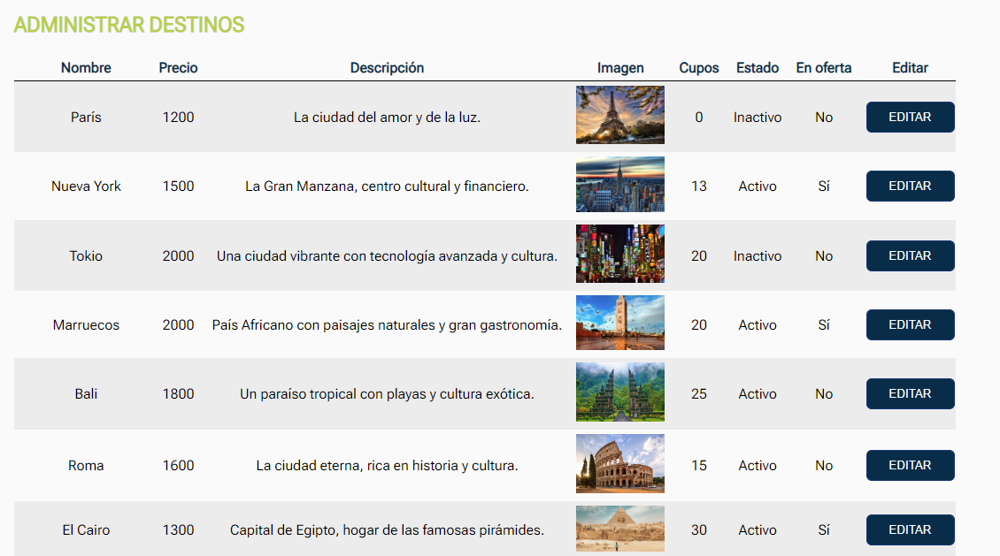 ADMINISTRAR DESTINOS
Nombre Precio Descripción Imagen Cupos Estado En oferta Editar
París 1200 La ciudad del amor y de la luz. 0 Inactivo No EDITAR
Nueva York 1500 La Gran Manzana, centro cultural y financiero. 13 Activo Sí EDITAR
Tokio 2000 Una ciudad vibrante con tecnología avanzada y cultura. 20 Inactivo No EDITAR
Marruecos 2000 País Africano con paisajes naturales y gran gastronomía. 20 Activo Sí EDITAR
Bali 1800 Un paraíso tropical con playas y cultura exótica. 25 Activo No EDITAR
Roma 1600 La ciudad eterna, rica en historia y cultura. 15 Activo No EDITAR
El Cairo 1300 Capital de Egipto, hogar de las famosas pirámides. 30 Activo Sí EDITAR